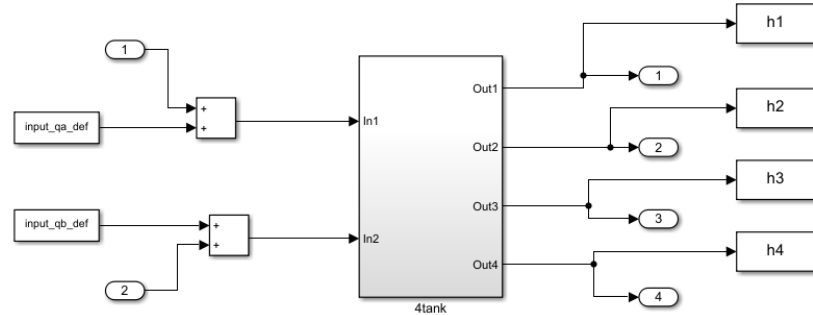 h1
1
1
Out1
+
input_qa_def
+
In1
h2
Out2
2
h3
input_qb_def
+
Out3
3
+
In2
h4
Out4
2
4
4tank